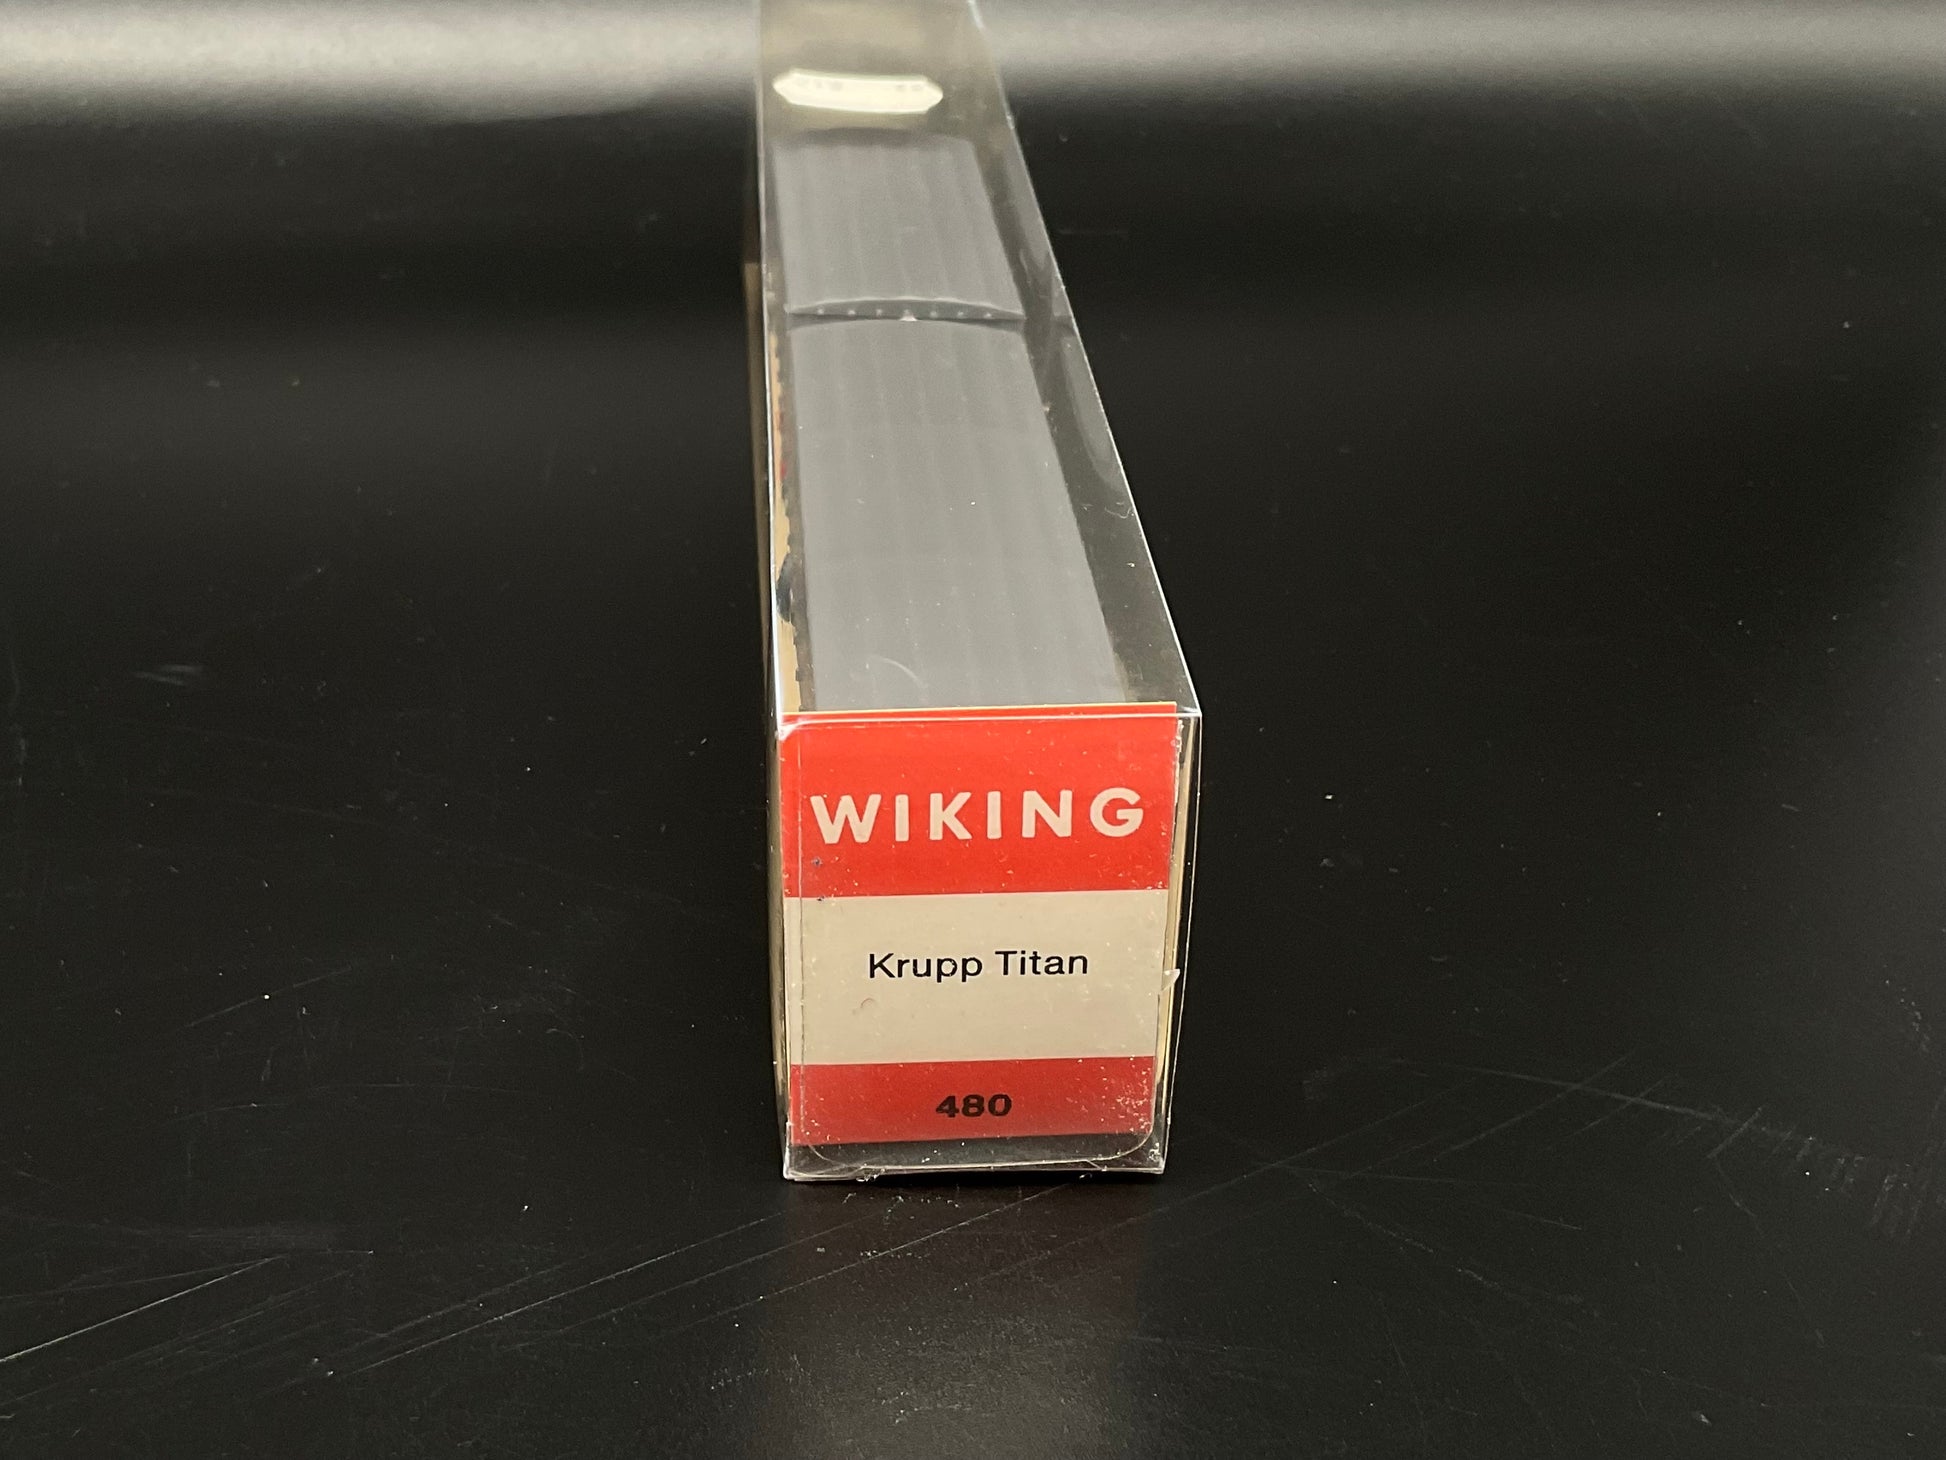 WIKING
Krupp Titan
480